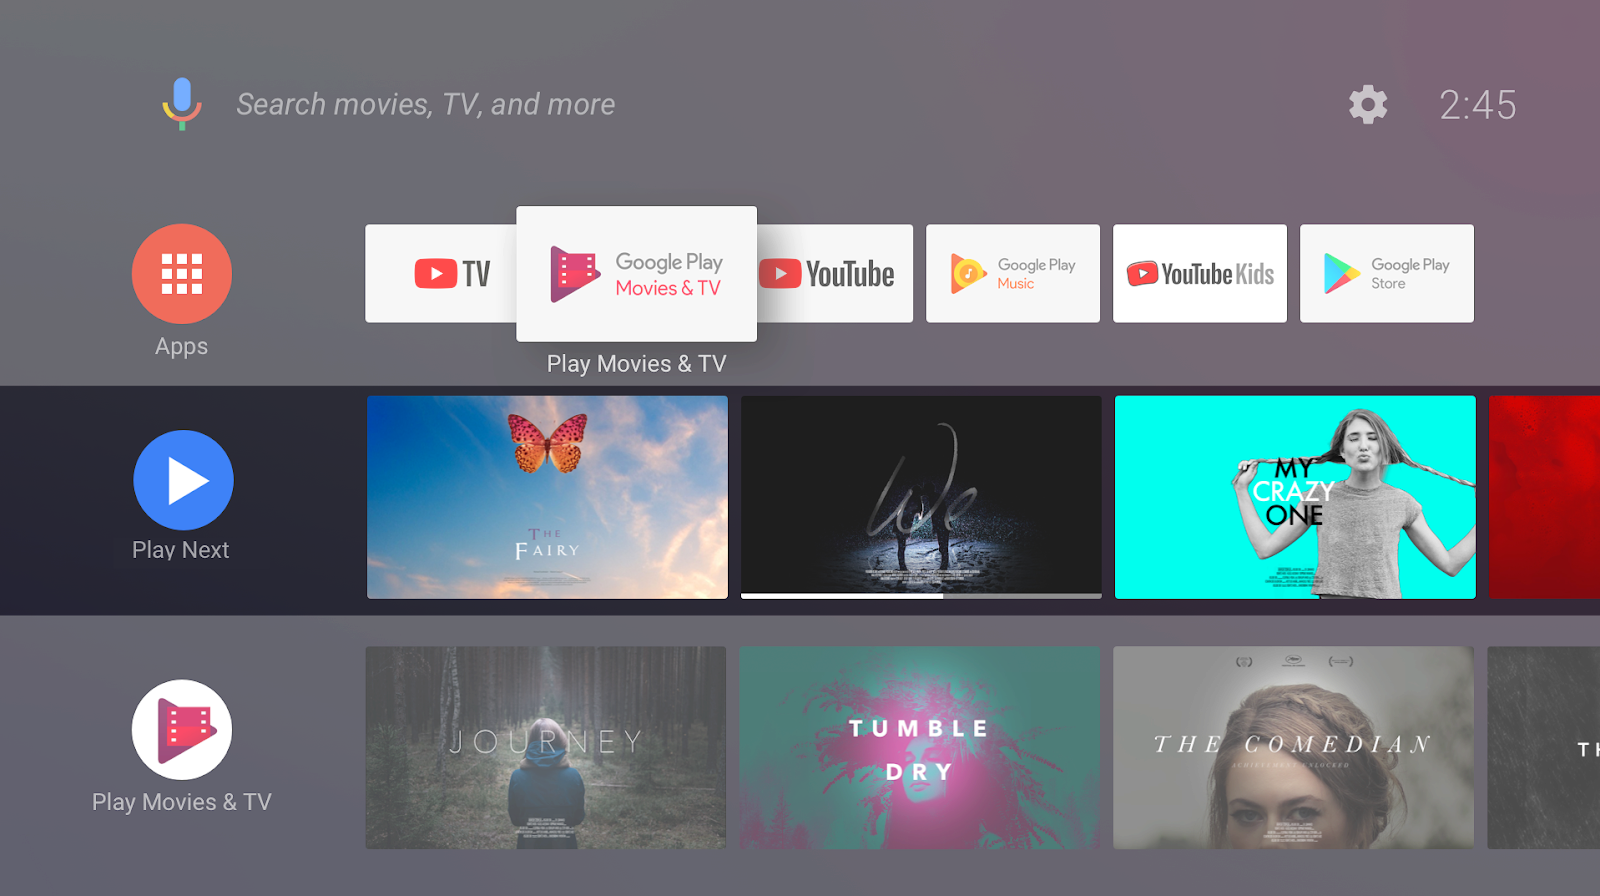 Search movies, TV, and more
2:45
TV
Google Play
Movies & TV
YouTube
Google Play
Music
YouTube Kids
Google Play
Store
Apps
Play Movies & TV
Play Next
THE
FAIRY
We
MY
CRAZY
ONE
Play Movies & TV
JOURNEY
TUMBLE
DRY
THE COMEDIAN
ACHIEVEMENT UNLOCKED